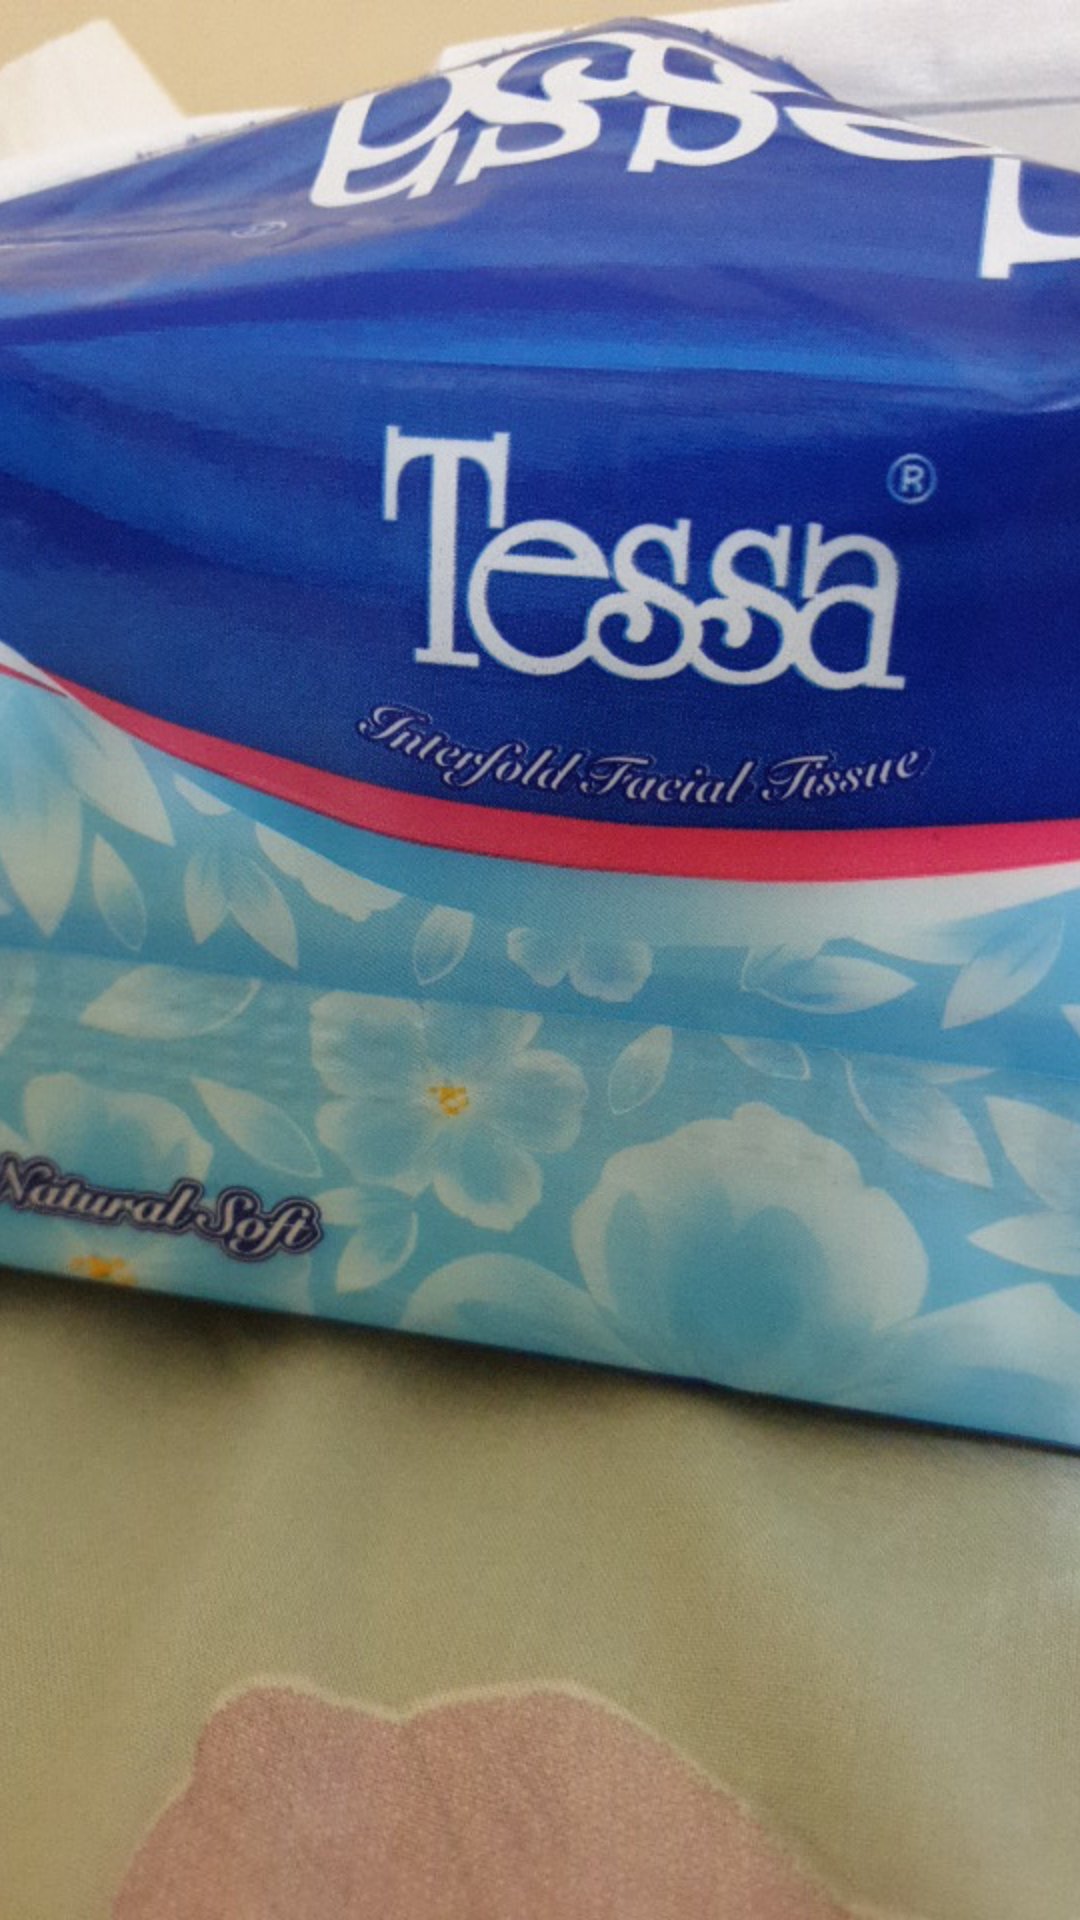 Tessa ®
Interfold Facial Tissue
Natural Soft